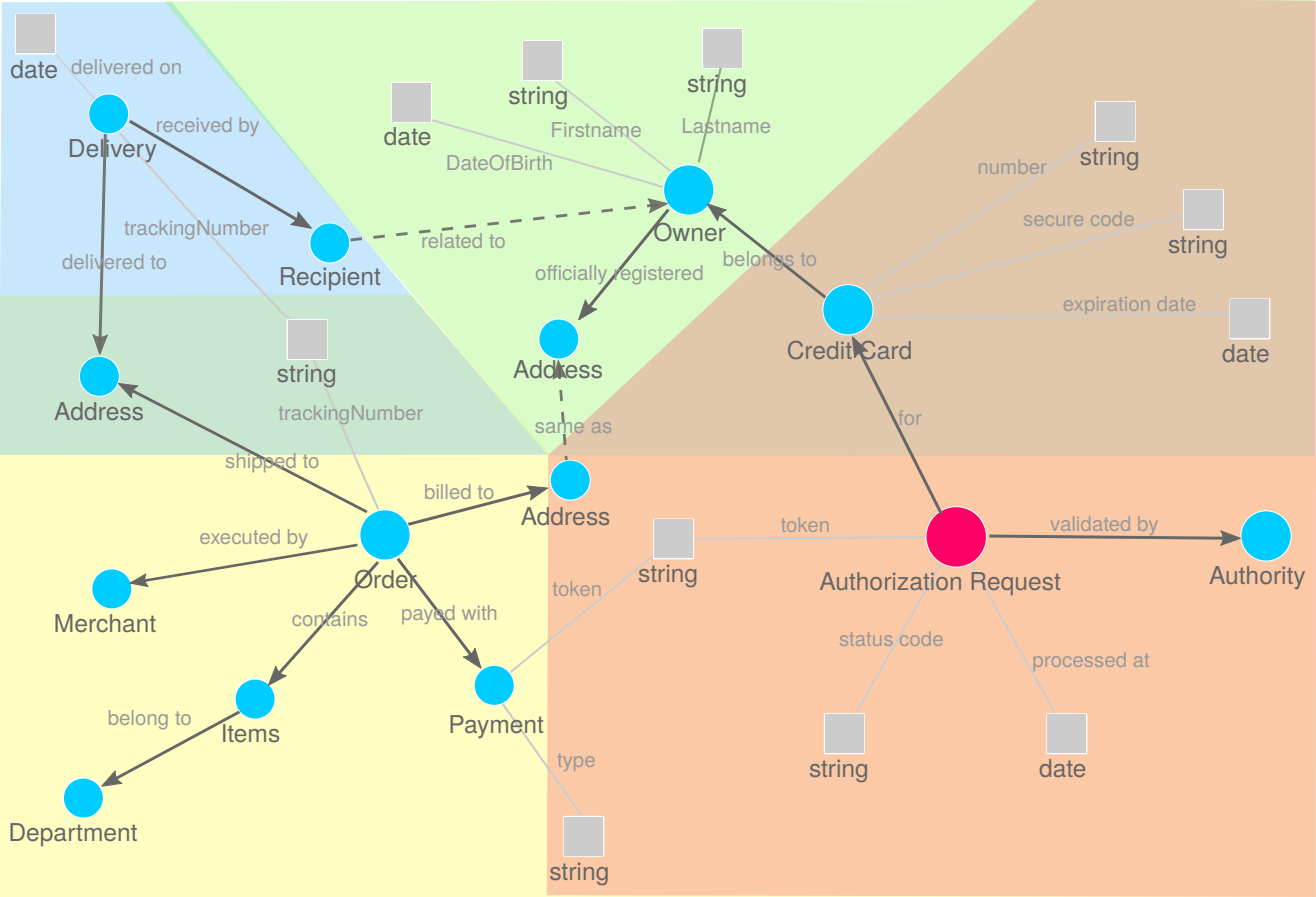 date
delivered on
Delivery
received by
trackingNumber
delivered to
Recipient
string
Address
trackingNumber
shipped to
string
string
date
Firstname
Lastname
DateOfBirth
Owner
related to
officially registered
belongs to
Address
same as
string
number
secure code
string
expiration date
date
Credit Card
for
billed to
Address
executed by
Order
Merchant
contains
payed with
belong to
Items
Payment
Department
type
string
token
string
token
validated by
Authorization Request
Authority
status code
processed at
string
date